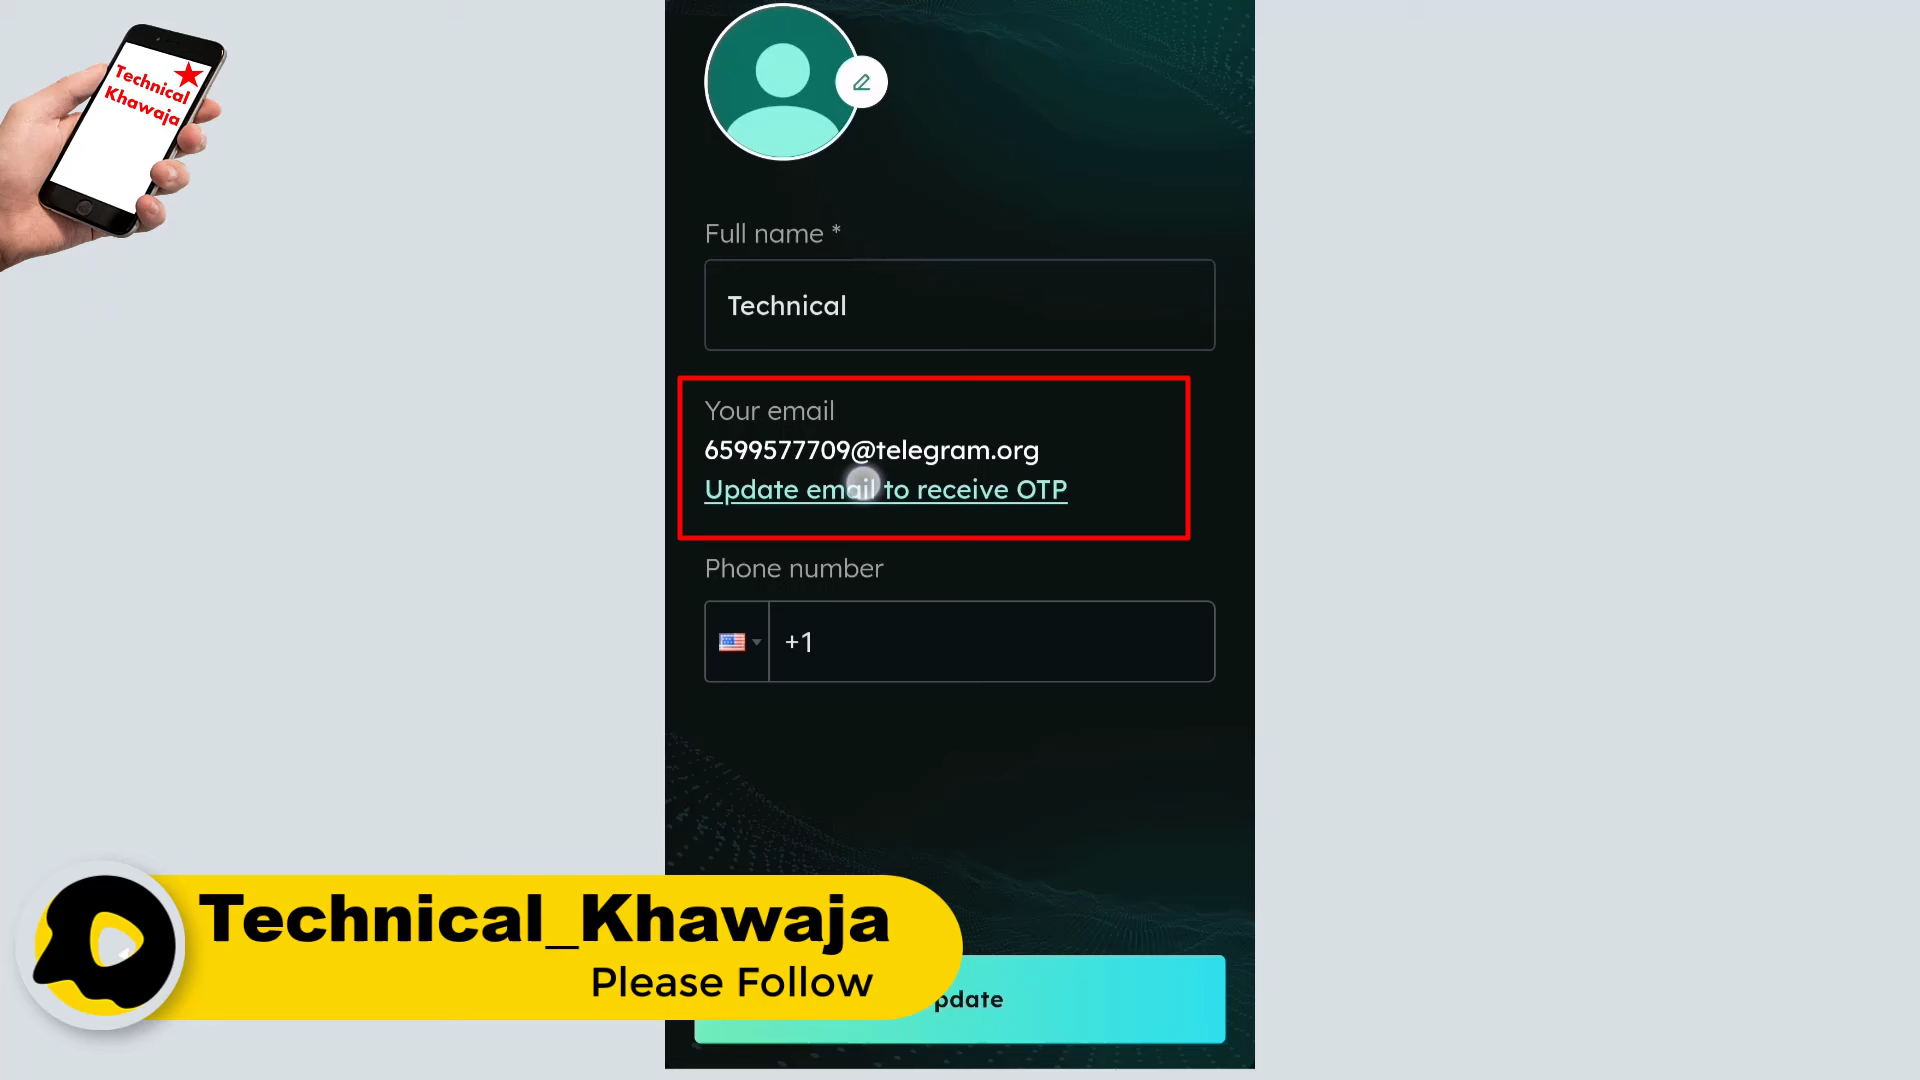 Technical
Khawaja
Full name *
Technical
Your email
6599577709@telegram.org
Update email to receive OTP
Phone number
+1
Technical_Khawaja
Please Follow
pdate